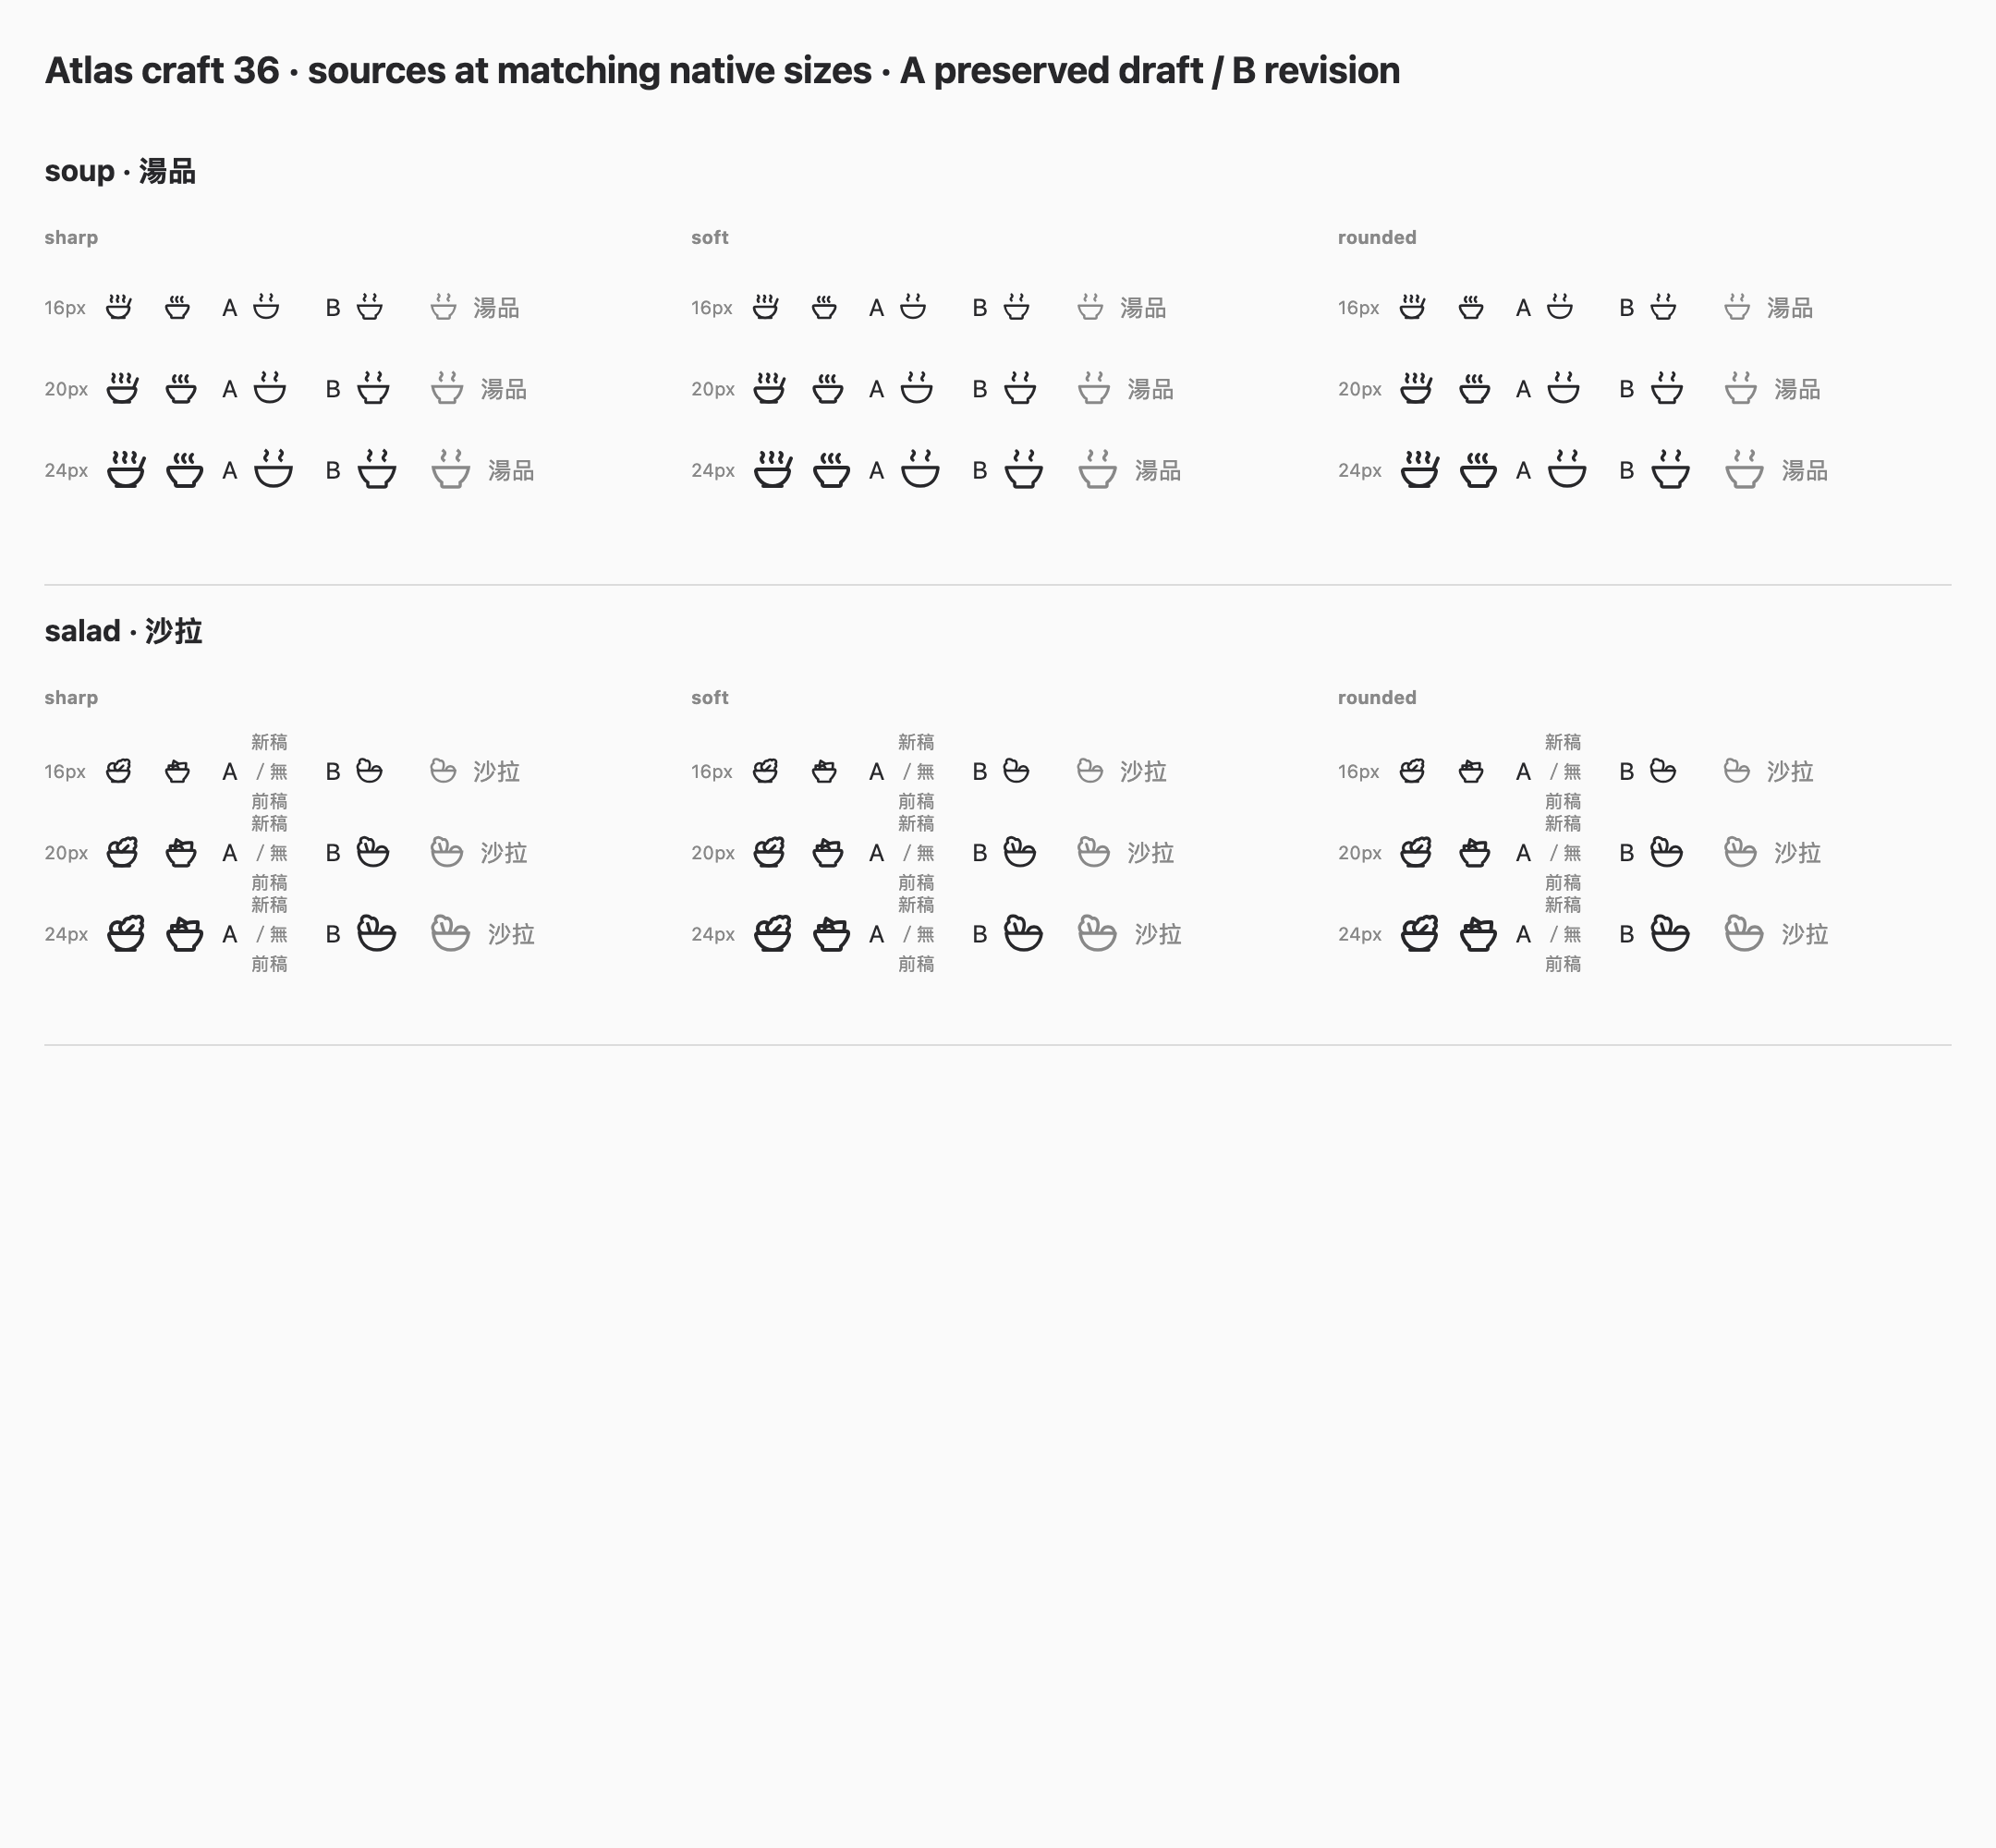 Atlas craft 36 · sources at matching native sizes · A preserved draft / B revision
soup · 湯品
sharp
16px A B 湯品
20px A B 湯品
24px A B 湯品
soft
16px A B 湯品
20px A B 湯品
24px A B 湯品
rounded
16px A B 湯品
20px A B 湯品
24px A B 湯品
salad · 沙拉
sharp
16px A 新稿 / 無 前稿 B 沙拉
20px A 新稿 / 無 前稿 B 沙拉
24px A 新稿 / 無 前稿 B 沙拉
soft
16px A 新稿 / 無 前稿 B 沙拉
20px A 新稿 / 無 前稿 B 沙拉
24px A 新稿 / 無 前稿 B 沙拉
rounded
16px A 新稿 / 無 前稿 B 沙拉
20px A 新稿 / 無 前稿 B 沙拉
24px A 新稿 / 無 前稿 B 沙拉